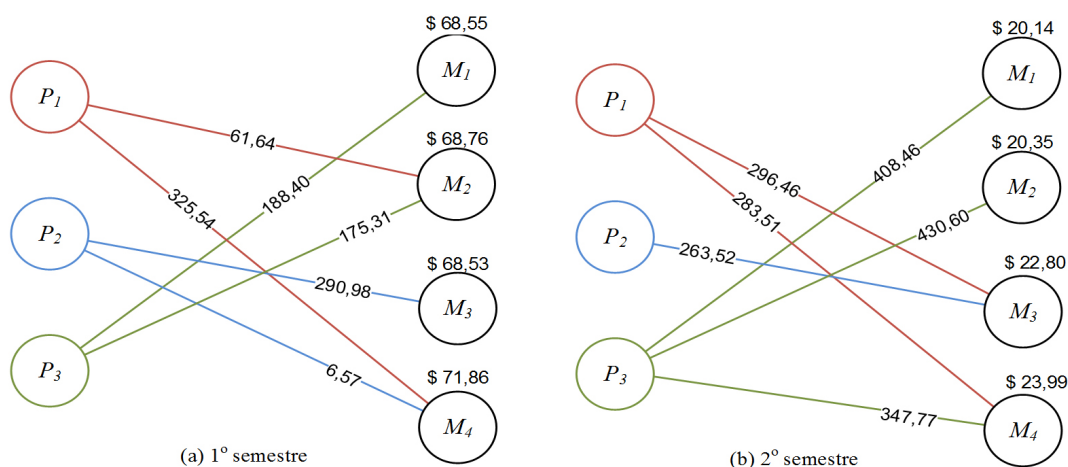 $ 68,55
M1
P1
61,64
$ 68,76
M2
325,54
188,40
175,31
P2
$ 68,53
290,98
M3
P3
6,57
$ 71,86
M4
(a) 1º semestre
$ 20,14
M1
P1
408,46
$ 20,35
M2
296,46
283,51
430,60
P2
263,52
$ 22,80
M3
P3
$ 23,99
347,77
M4
(b) 2º semestre